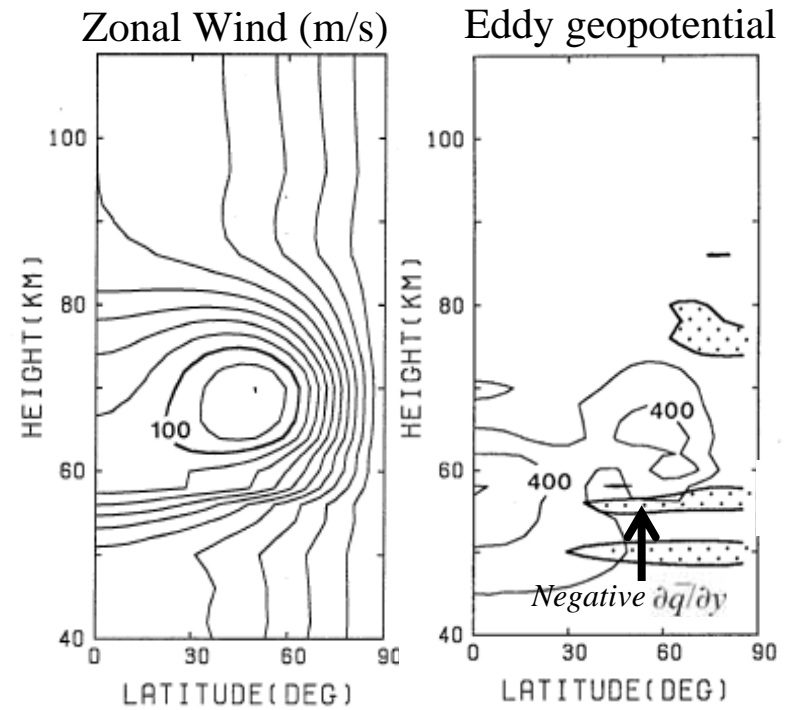 Zonal Wind (m/s)
Eddy geopotential
HEIGHT(KM)
100
80
60
40
100
1
0
30
60
90
LATITUDE(DEG)
HEIGHT(KM)
100
80
60
40
400
400
Negative ∂q̄/∂y
0
30
60
90
LATITUDE(DEG)